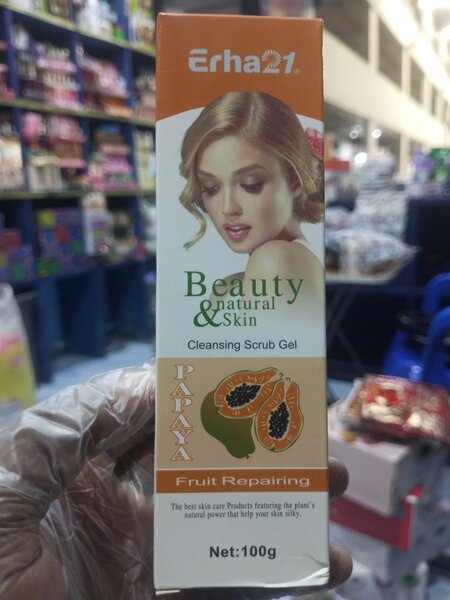 Erha21®
Beauty
& natural
Skin
Cleansing Scrub Gel
PAPAYA
Fruit Repairing
The best skin care Products featuring the plant's
natural power that help your skin silky.
Net:100g